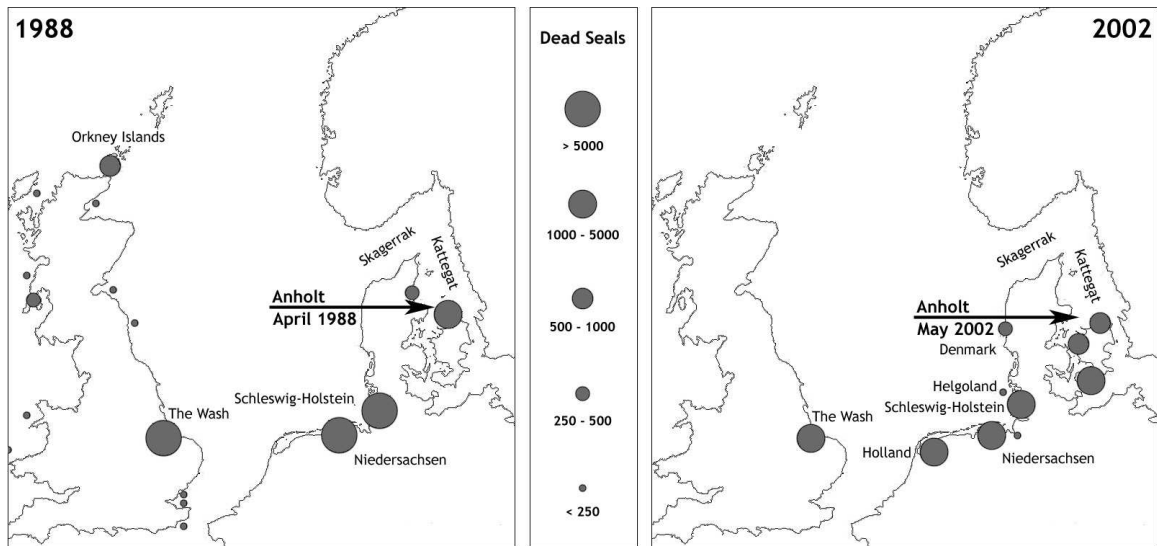 1988
Orkney Islands
Skagerrak
Kattegat
Anholt
April 1988
Schleswig-Holstein
The Wash
Niedersachsen
Dead Seals
> 5000
1000 - 5000
500 - 1000
250 - 500
< 250
2002
Skagerrak
Kattegat
Anholt
May 2002
Denmark
Helgoland
Schleswig-Holstein
The Wash
Holland
Niedersachsen